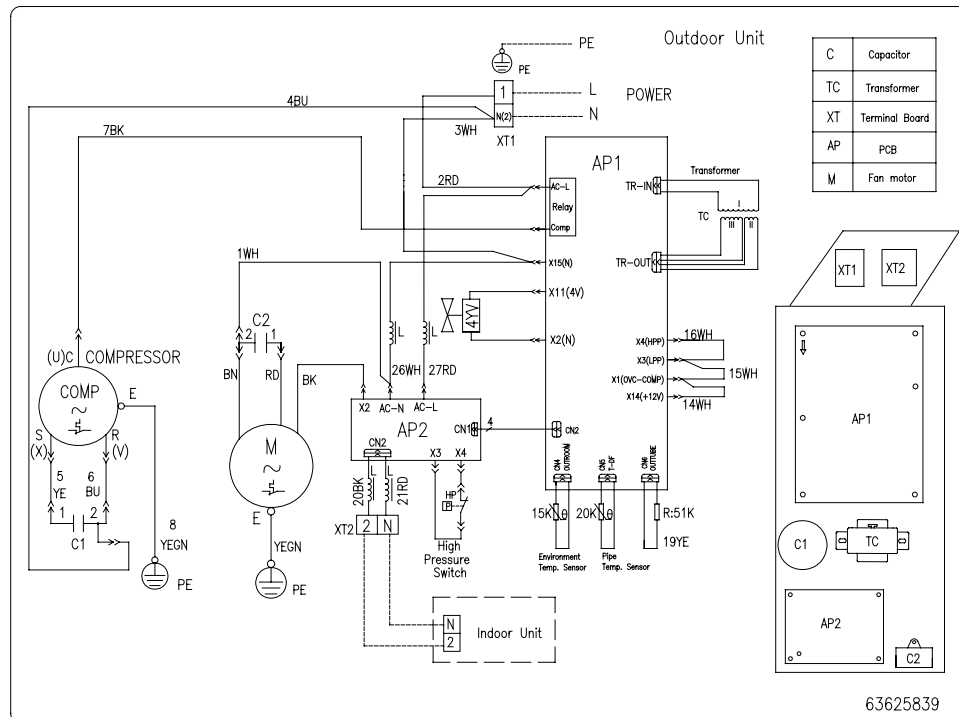 PE
Outdoor Unit
PE
1
L
POWER
N(2)
N
XT1
4BU
3WH
7BK
2RD
C Capacitor
TC Transformer
XT Terminal Board
AP PCB
M Fan motor
AP1
AC-L
Relay
Comp
X15(N)
X11(4V)
X2(N)
TR-IN
TR-OUT
Transformer
TC
I
III
II
X4(HPP)
X3(LPP)
X1(OVC-COMP)
X14(+12V)
16WH
15WH
14WH
1WH
4YV
L
L
26WH
27RD
C2
2
1
BN
RD
BK
(U)C
COMPRESSOR
COMP
~
E
S
(X)
R
(V)
5
YE
6
BU
1
2
C1
8
YEGN
PE
M
~
E
YEGN
PE
X2
AC-N
AC-L
AP2
CN1
4
CN2
CN2
X3
X4
L
L
20BK
21RD
XT2
2
N
HP
P
High
Pressure
Switch
CN4
OUTROOM
CN5
T-DF
CN6
OUTTUBE
15K
θ
20K
θ
R:51K
19YE
Environment
Temp. Sensor
Pipe
Temp. Sensor
N
2
Indoor Unit
XT1
XT2
AP1
C1
TC
AP2
C2
63625839